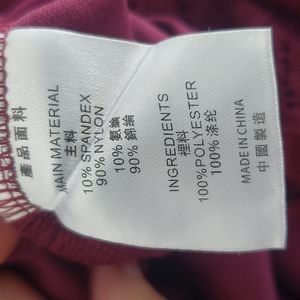 產品面料
MAIN MATERIAL
主料
10% SPANDEX
90% NYLON
10% 氨綸
90% 錦綸
INGREDIENTS
裡料
100% POLYESTER
100% 涤纶
MADE IN CHINA
中國製造